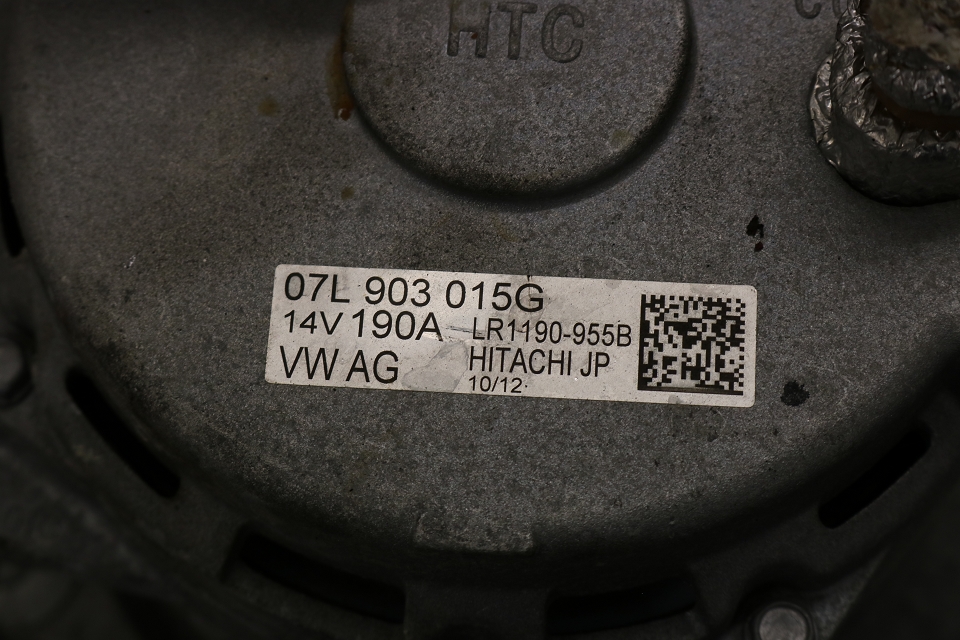 HTC
07L 903 015G
14V 190A LR1190-955B
VW AG HITACHI JP
10/12